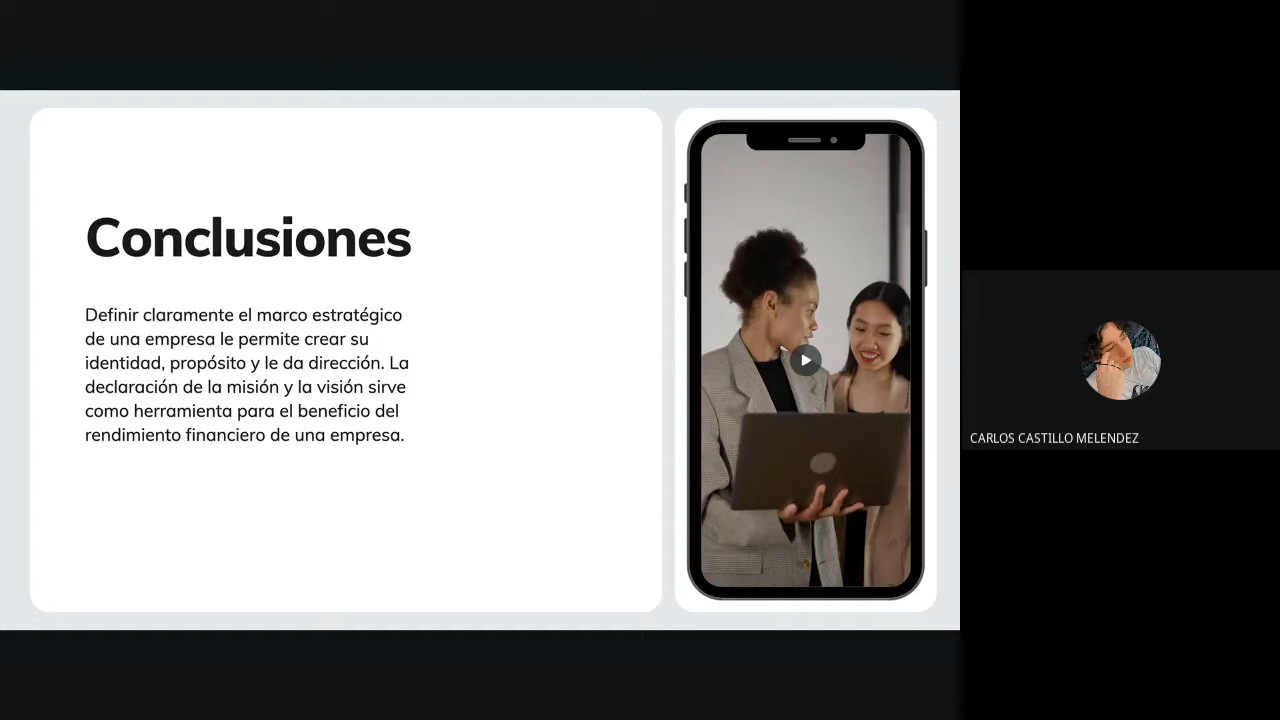 Conclusiones
Definir claramente el marco estratégico
de una empresa le permite crear su
identidad, propósito y le da dirección. La
declaración de la misión y la visión sirve
como herramienta para el beneficio del
rendimiento financiero de una empresa.
CARLOS CASTILLO MELENDEZ